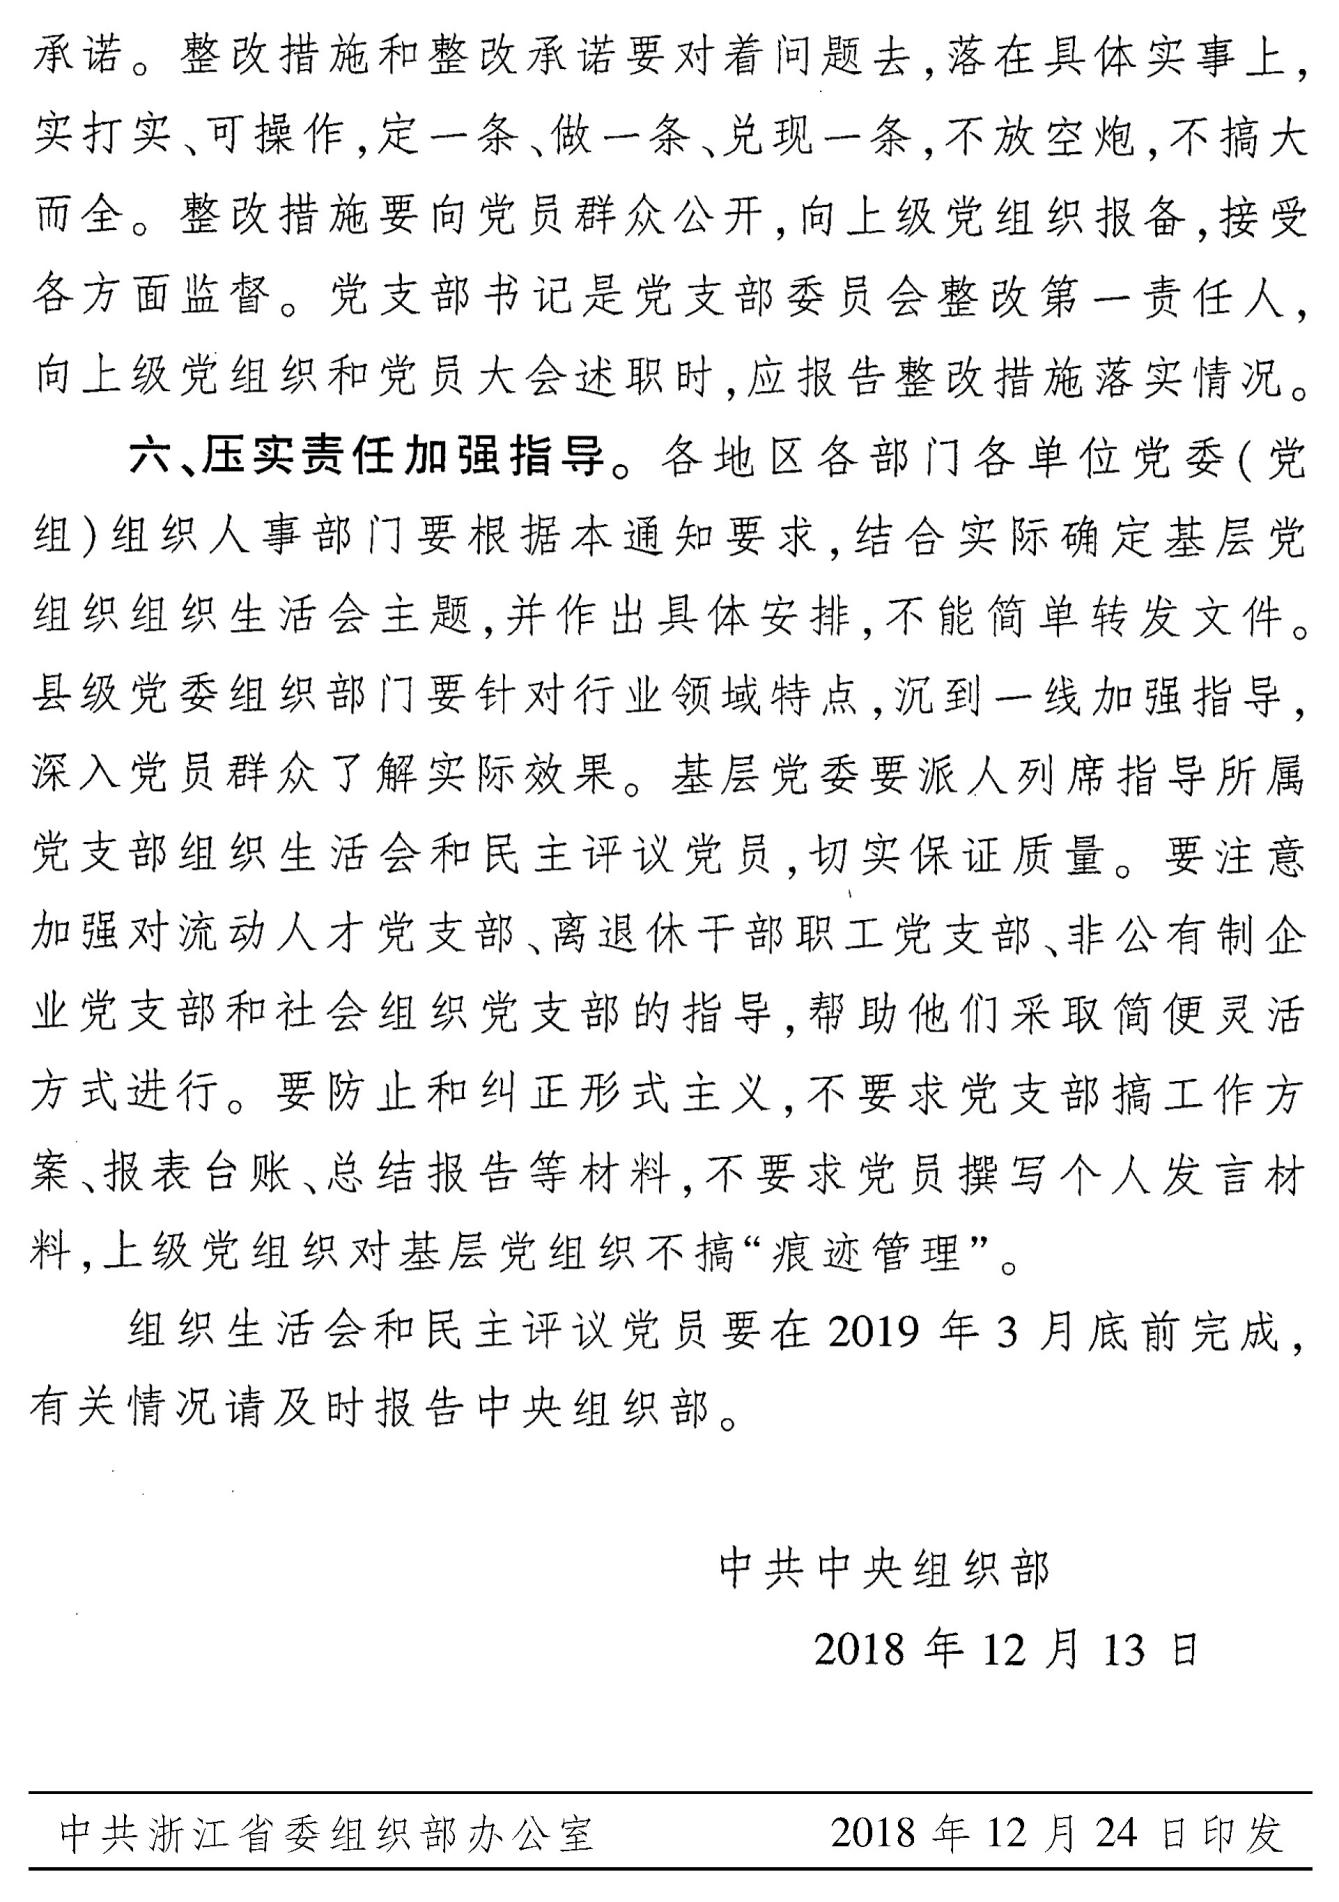 承诺。整改措施和整改承诺要对着问题去,落在具体实事上,
实打实、可操作,定一条、做一条、兑现一条,不放空炮,不搞大
而全。整改措施要向党员群众公开,向上级党组织报备,接受
各方面监督。党支部书记是党支部委员会整改第一责任人,
向上级党组织和党员大会述职时,应报告整改措施落实情况。
六、压实责任加强指导。各地区各部门各单位党委(党
组)组织人事部门要根据本通知要求,结合实际确定基层党
组织组织生活会主题,并作出具体安排,不能简单转发文件。
县级党委组织部门要针对行业领域特点,沉到一线加强指导,
深入党员群众了解实际效果。基层党委要派人列席指导所属
党支部组织生活会和民主评议党员,切实保证质量。要注意
加强对流动人才党支部、离退休干部职工党支部、非公有制企
业党支部和社会组织党支部的指导,帮助他们采取简便灵活
方式进行。要防止和纠正形式主义,不要求党支部搞工作方
案、报表台账、总结报告等材料,不要求党员撰写个人发言材
料,上级党组织对基层党组织不搞“痕迹管理”。
组织生活会和民主评议党员要在 2019 年 3 月底前完成,
有关情况请及时报告中央组织部。
中共中央组织部
2018 年 12 月 13 日
中共浙江省委组织部办公室 2018 年 12 月 24 日印发